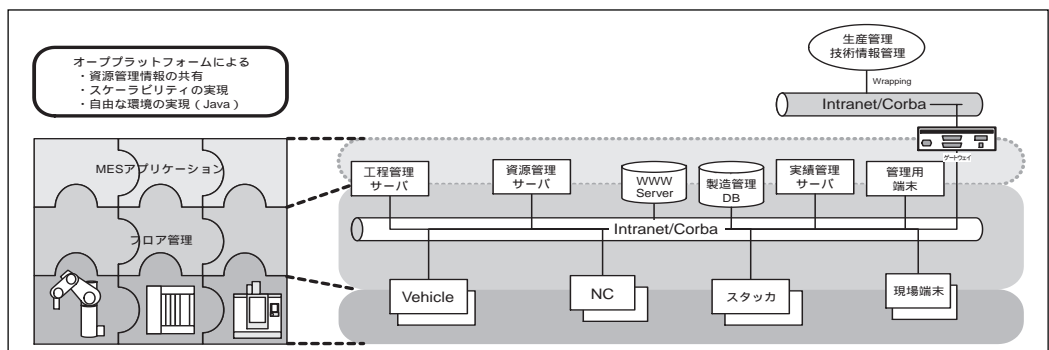 オーププラットフォームによる
・資源管理情報の共有
・スケーラビリティの実現
・自由な環境の実現(Java)
生産管理
技術情報管理
Wrapping
Intranet/Corba
ゲートウェイ
MESアプリケーション
工程管理
サーバ
資源管理
サーバ
WWW
Server
製造管理
DB
実績管理
サーバ
管理用
端末
フロア管理
Intranet/Corba
Vehicle
NC
スタッカ
現場端末